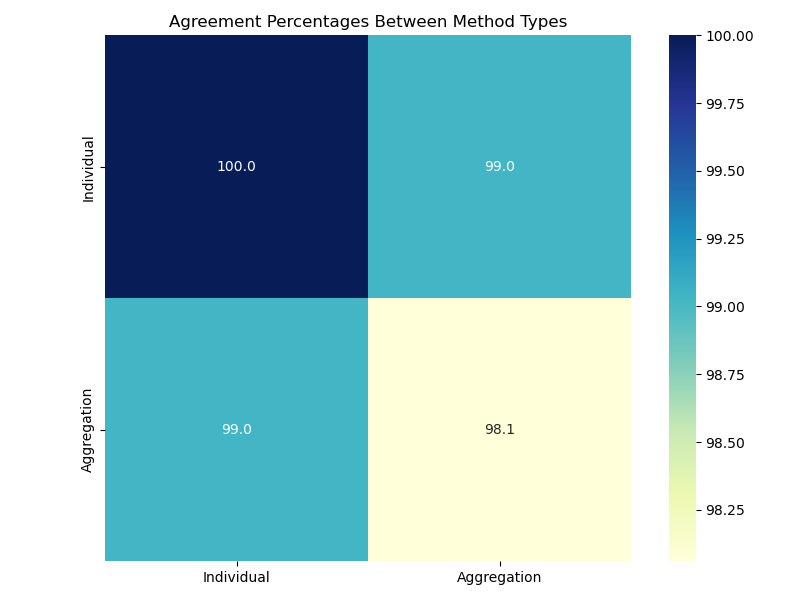 Agreement Percentages Between Method Types
Individual
Aggregation
100.0
99.0
99.0
98.1
Individual
Aggregation
100.00
99.75
99.50
99.25
99.00
98.75
98.50
98.25